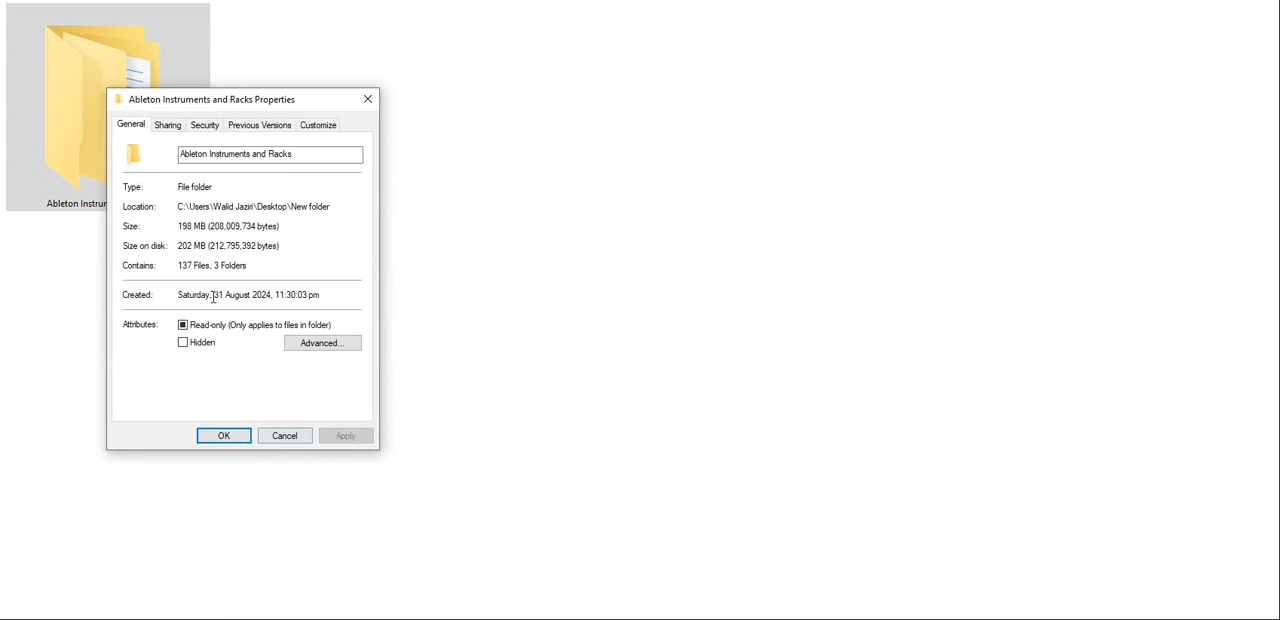 Ableton Instruments and Racks Properties
General Sharing Security Previous Versions Customize
Ableton Instruments and Racks
Type: File folder
Location: C:\Users\Walid Jaziri\Desktop\New folder
Ableton Instru
Size: 198 MB (208,009,734 bytes)
Size on disk: 202 MB (212,795,392 bytes)
Contains: 137 Files, 3 Folders
Created: Saturday, 31 August 2024, 11:30:03 pm
Attributes: Read-only (Only applies to files in folder)
Hidden Advanced...
OK Cancel Apply